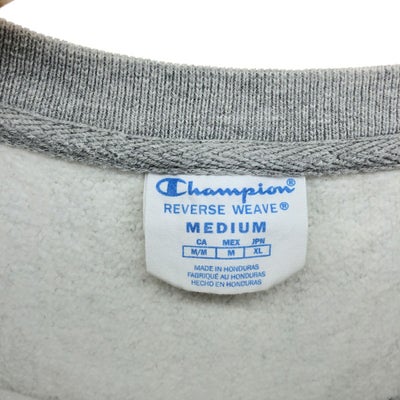 Champion®
REVERSE WEAVE®
MEDIUM
CA MEX JPN
M/M M XL
MADE IN HONDURAS
FABRIQUÉ AU HONDURAS
HECHO EN HONDURAS